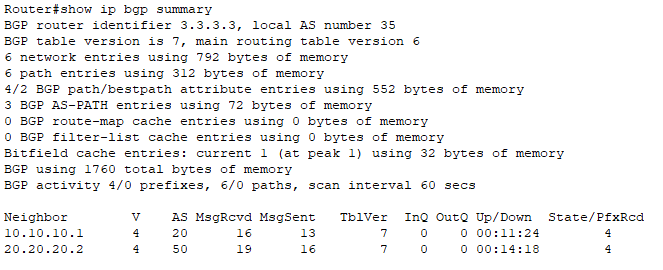 Router#show ip bgp summary
BGP router identifier 3.3.3.3, local AS number 35
BGP table version is 7, main routing table version 6
6 network entries using 792 bytes of memory
6 path entries using 312 bytes of memory
4/2 BGP path/bestpath attribute entries using 552 bytes of memory
3 BGP AS-PATH entries using 72 bytes of memory
0 BGP route-map cache entries using 0 bytes of memory
0 BGP filter-list cache entries using 0 bytes of memory
Bitfield cache entries: current 1 (at peak 1) using 32 bytes of memory
BGP using 1760 total bytes of memory
BGP activity 4/0 prefixes, 6/0 paths, scan interval 60 secs

Neighbor        V    AS MsgRcvd MsgSent   TblVer  InQ OutQ Up/Down  State/PfxRcd
10.10.10.1      4    20      16      13        7    0    0 00:11:24        4
20.20.20.2      4    50      19      16        7    0    0 00:14:18        4